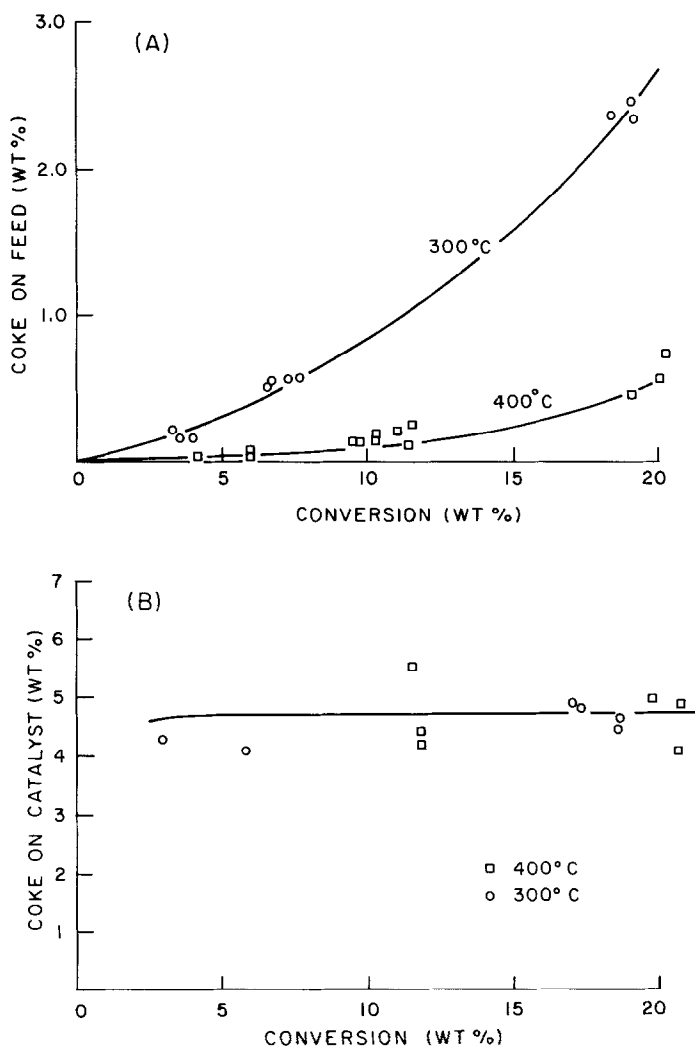 (A)
3.0
2.0
1.0
COKE ON FEED (WT %)
300°C
400°C
0 5 10 15 20
CONVERSION (WT %)
(B)
7
6
5
4
3
2
1
COKE ON CATALYST (WT %)
□ 400°C
○ 300°C
0 5 10 15 20
CONVERSION (WT %)